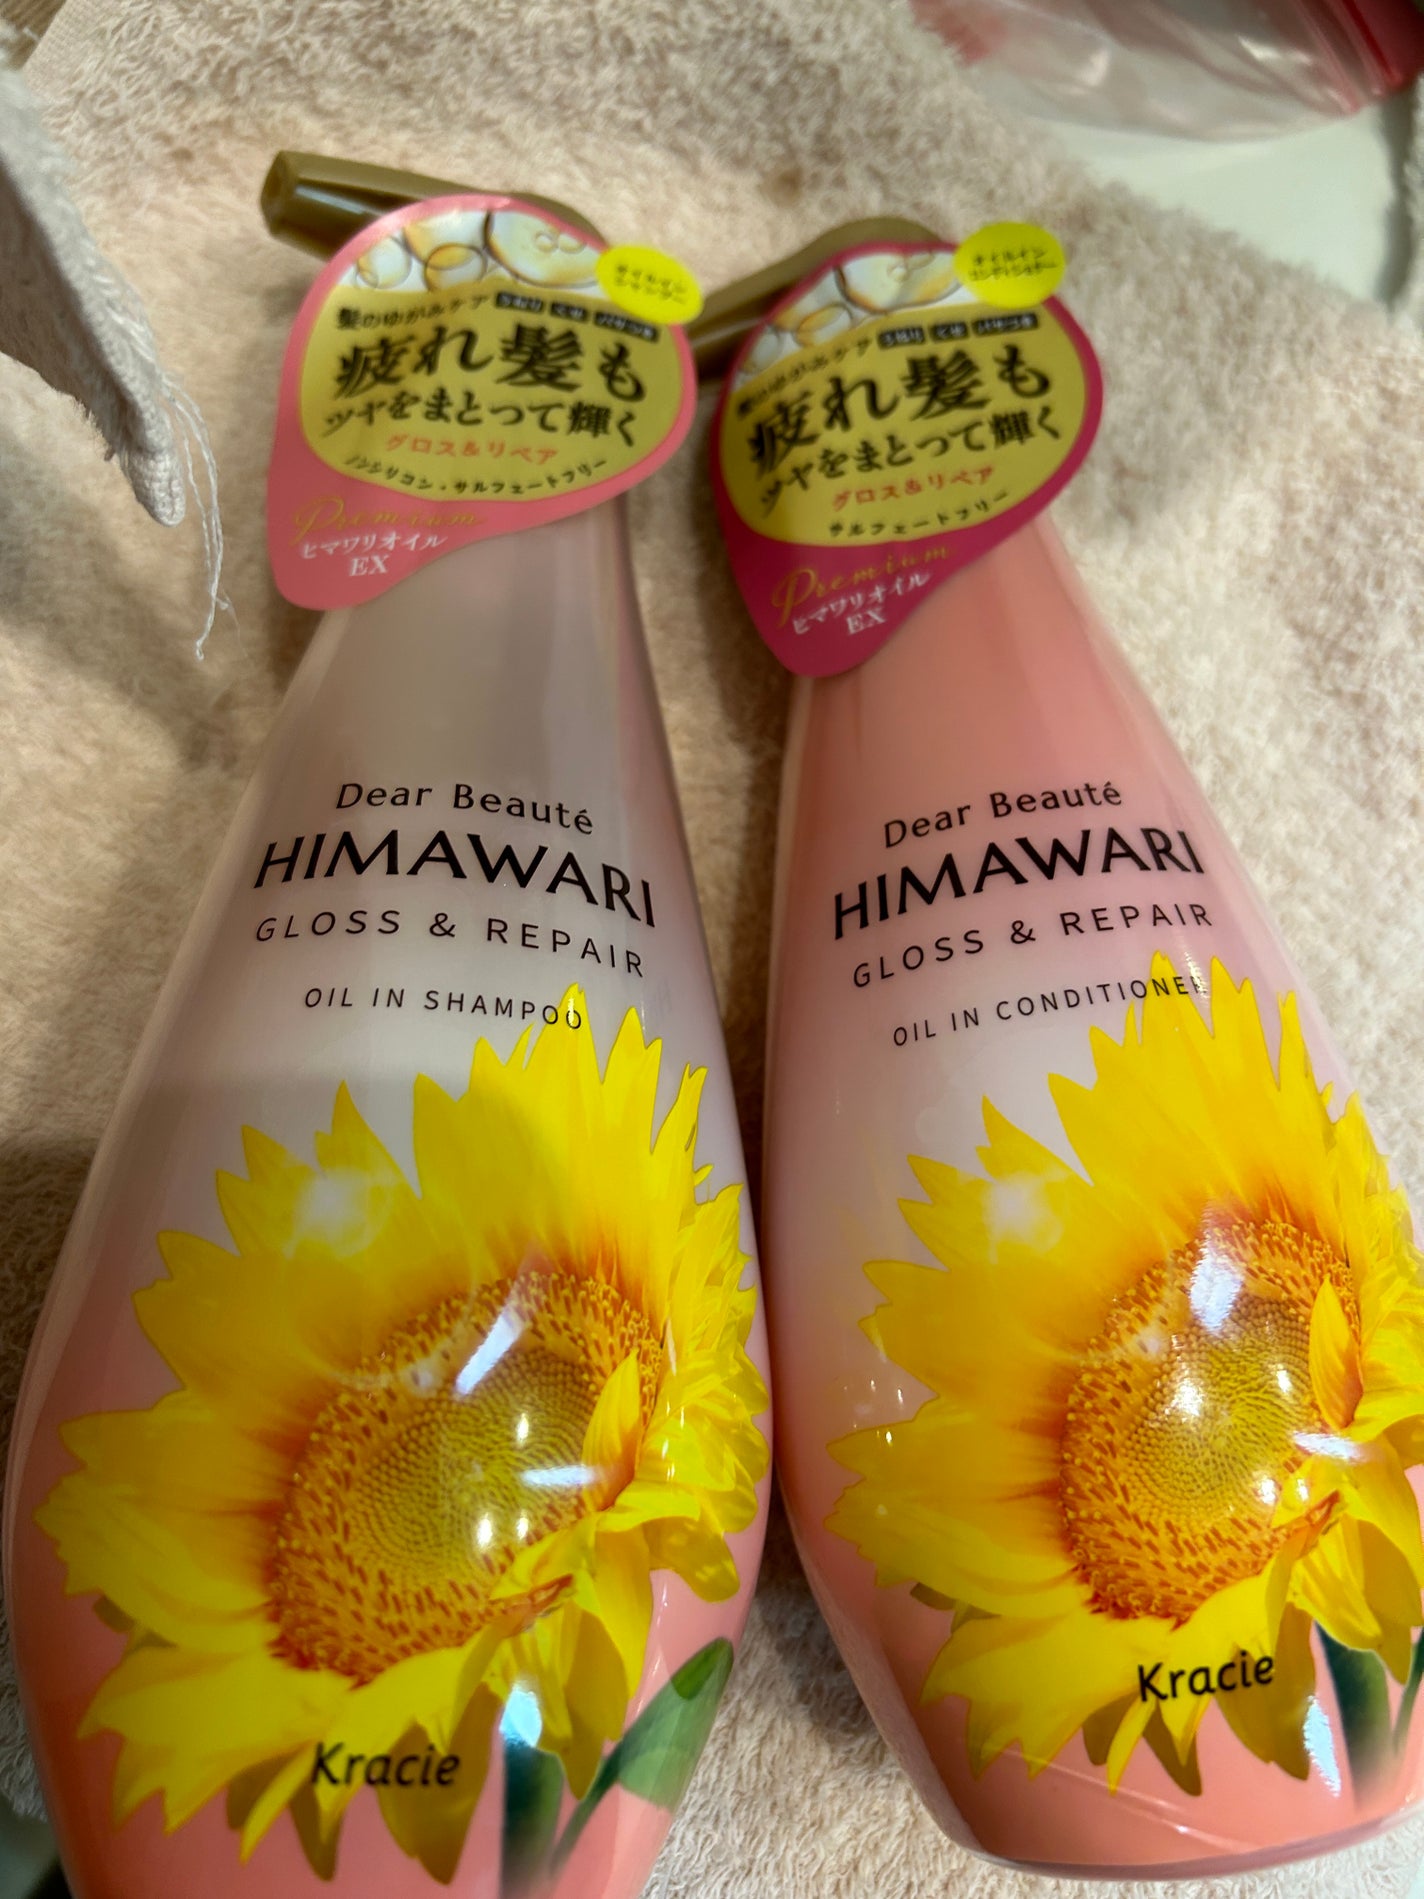 オイルイン
シャンプー
髪のゆがみケア うねり くせ パサつき
疲れ髪も
ツヤをまとって輝く
グロス&リペア
ノンシリコン・サルフェートフリー
Premium
ヒマワリオイル
EX
Dear Beauté
HIMAWARI
GLOSS & REPAIR
OIL IN SHAMPOO
Kracie
オイルイン
コンディショナー
髪のゆがみケア うねり くせ パサつき
疲れ髪も
ツヤをまとって輝く
グロス&リペア
サルフェートフリー
Premium
ヒマワリオイル
EX
Dear Beauté
HIMAWARI
GLOSS & REPAIR
OIL IN CONDITIONER
Kracie